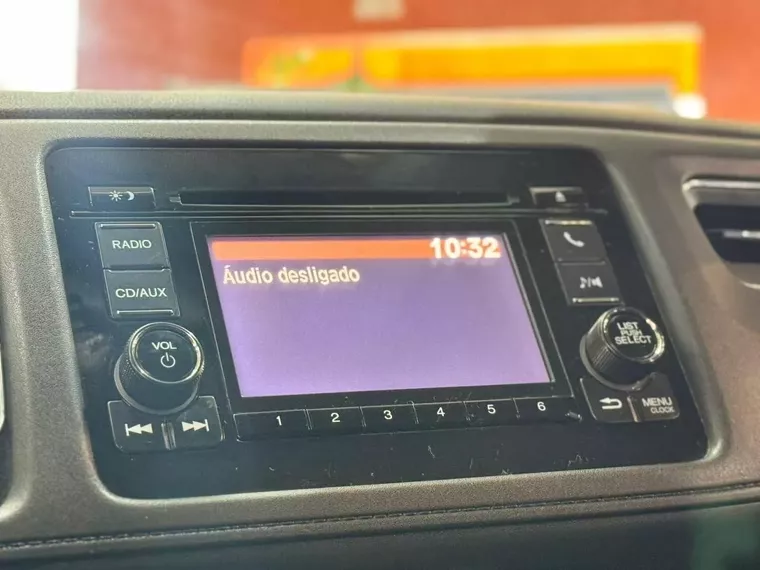 RADIO
CD/AUX
VOL
10:32
Áudio desligado
LIST
PUSH
SELECT
MENU
CLOCK
1 2 3 4 5 6